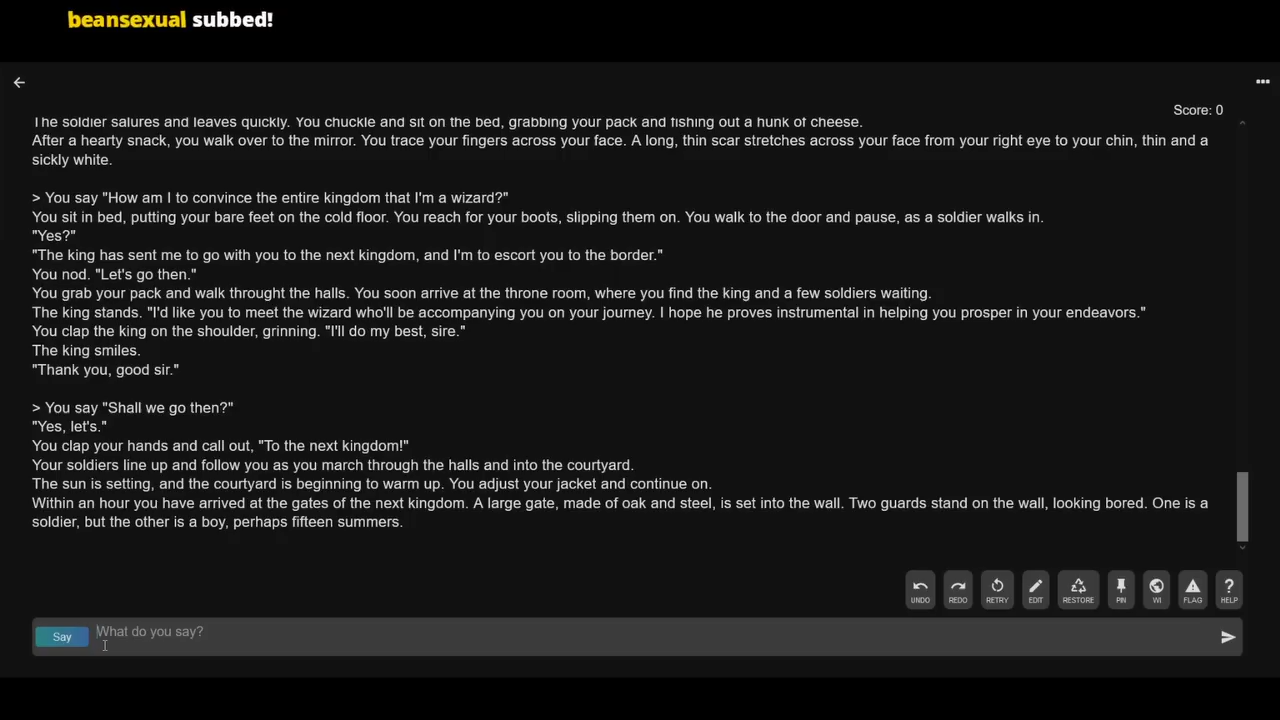 beansexual subbed!
Score: 0
The soldier salures and leaves quickly. You chuckle and sit on the bed, grabbing your pack and fishing out a hunk of cheese.
After a hearty snack, you walk over to the mirror. You trace your fingers across your face. A long, thin scar stretches across your face from your right eye to your chin, thin and a
sickly white.
> You say "How am I to convince the entire kingdom that I'm a wizard?"
You sit in bed, putting your bare feet on the cold floor. You reach for your boots, slipping them on. You walk to the door and pause, as a soldier walks in.
"Yes?"
"The king has sent me to go with you to the next kingdom, and I'm to escort you to the border."
You nod. "Let's go then."
You grab your pack and walk throught the halls. You soon arrive at the throne room, where you find the king and a few soldiers waiting.
The king stands. "I'd like you to meet the wizard who'll be accompanying you on your journey. I hope he proves instrumental in helping you prosper in your endeavors."
You clap the king on the shoulder, grinning. "I'll do my best, sire."
The king smiles.
"Thank you, good sir."
> You say "Shall we go then?"
"Yes, let's."
You clap your hands and call out, "To the next kingdom!"
Your soldiers line up and follow you as you march through the halls and into the courtyard.
The sun is setting, and the courtyard is beginning to warm up. You adjust your jacket and continue on.
Within an hour you have arrived at the gates of the next kingdom. A large gate, made of oak and steel, is set into the wall. Two guards stand on the wall, looking bored. One is a
soldier, but the other is a boy, perhaps fifteen summers.
UNDO REDO RETRY EDIT RESTORE PIN WI FLAG HELP
Say What do you say?